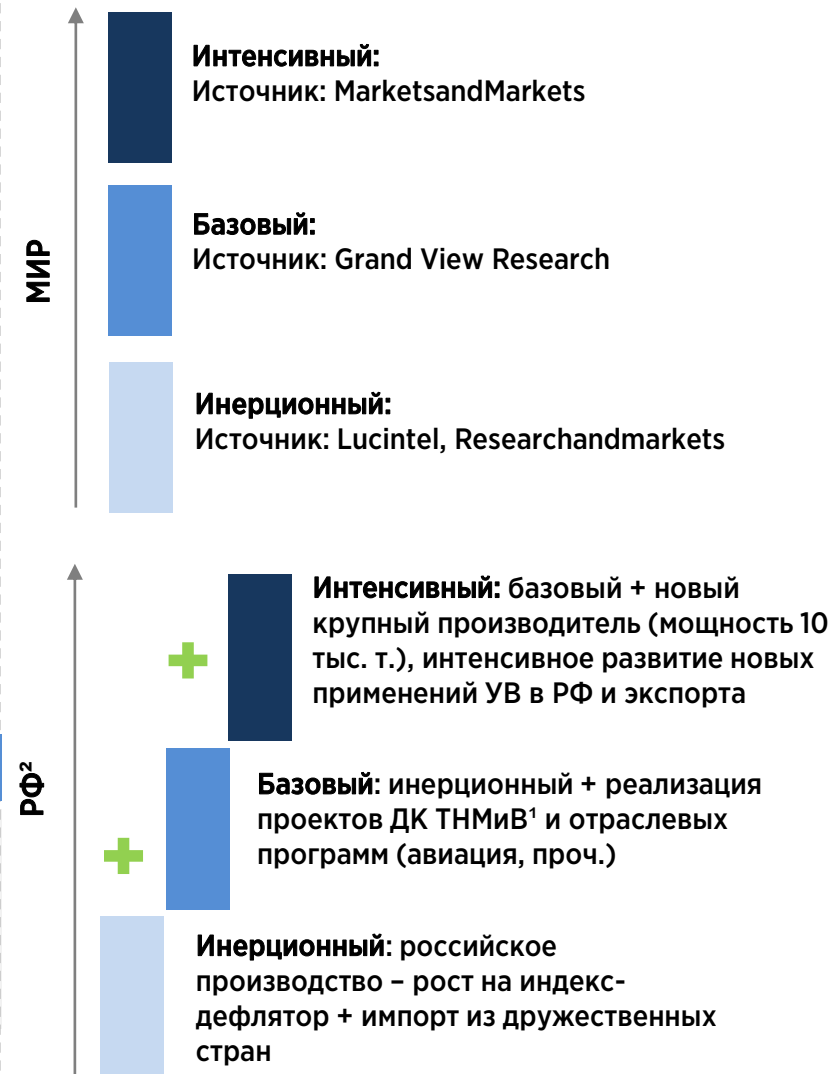 МИР
Интенсивный:
Источник: MarketsandMarkets
Базовый:
Источник: Grand View Research
Инерционный:
Источник: Lucintel, Researchandmarkets
РФ²
Интенсивный: базовый + новый
крупный производитель (мощность 10
тыс. т.), интенсивное развитие новых
применений УВ в РФ и экспорта
Базовый: инерционный + реализация
проектов ДК ТНМиВ¹ и отраслевых
программ (авиация, проч.)
Инерционный: российское
производство – рост на индекс-
дефлятор + импорт из дружественных
стран